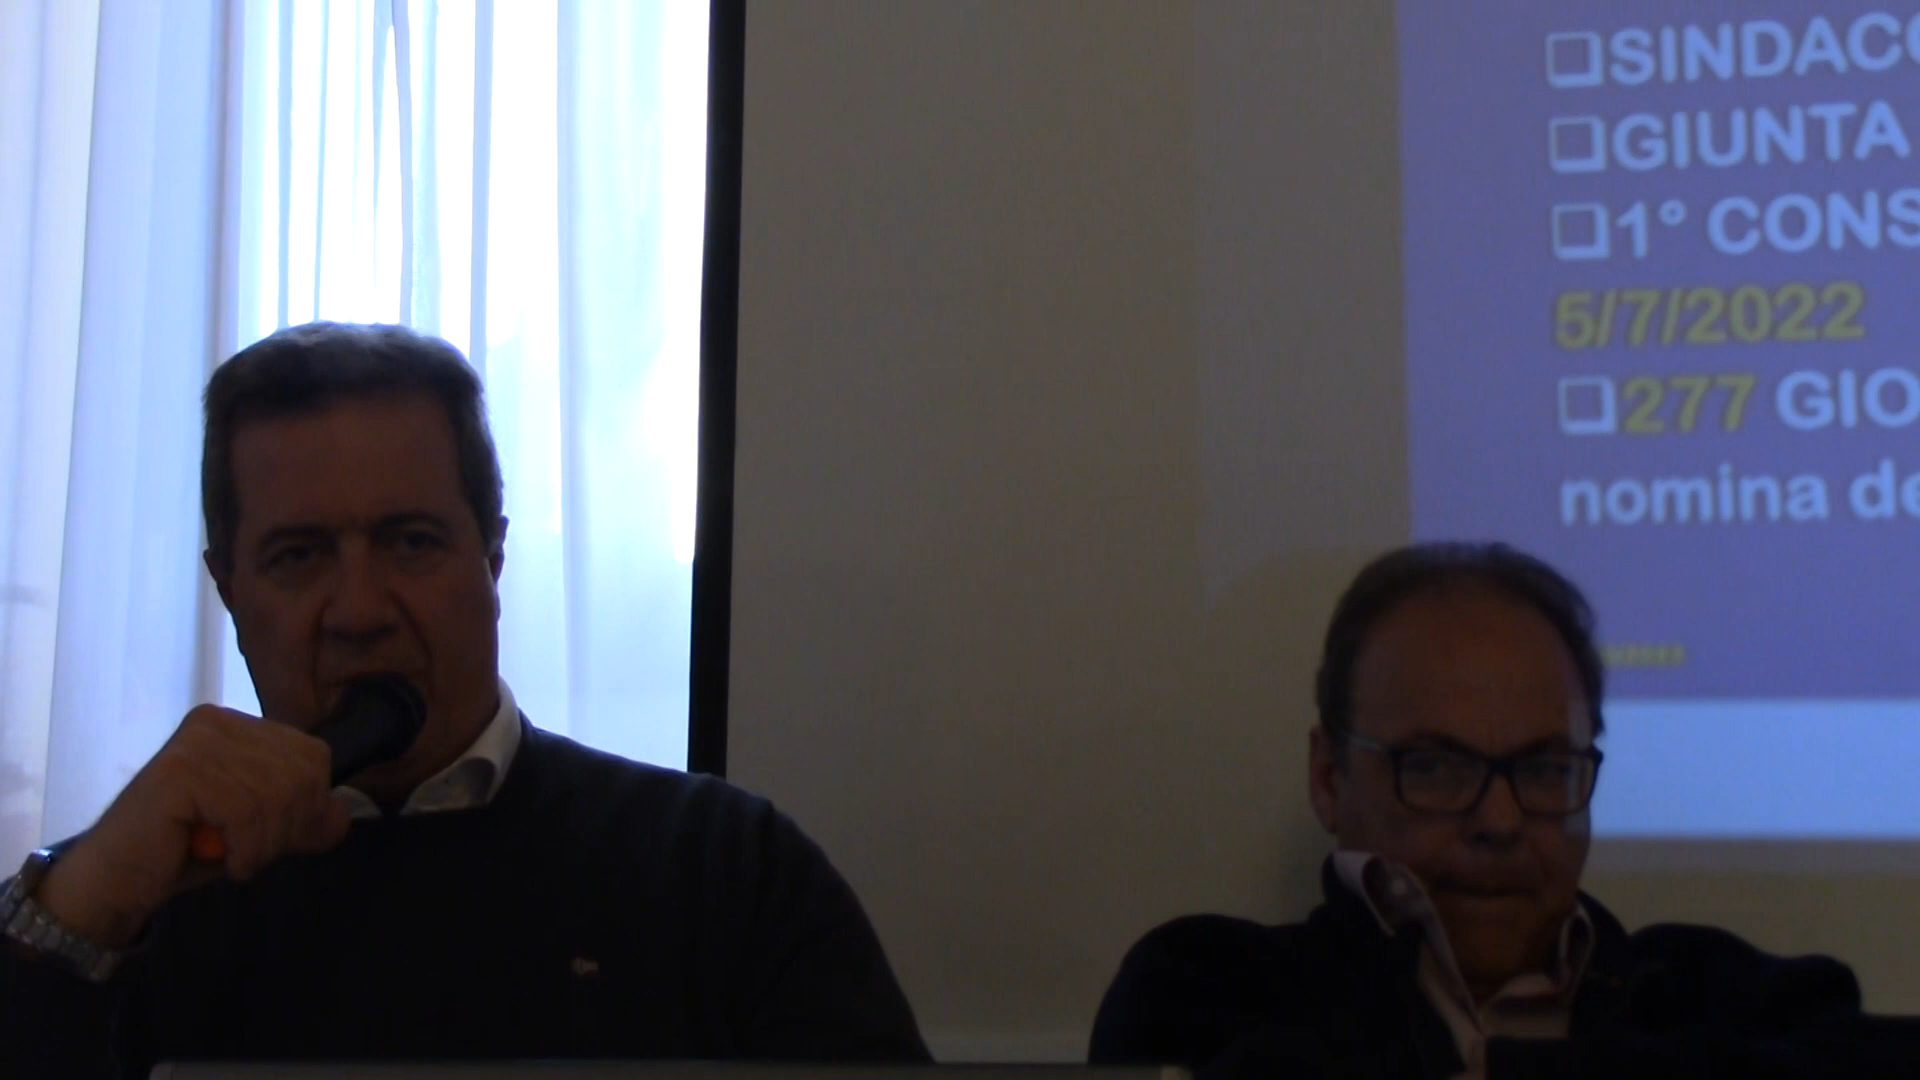 ❑SINDACO
❑GIUNTA
❑1° CONS
5/7/2022
❑277 GIO
nomina de